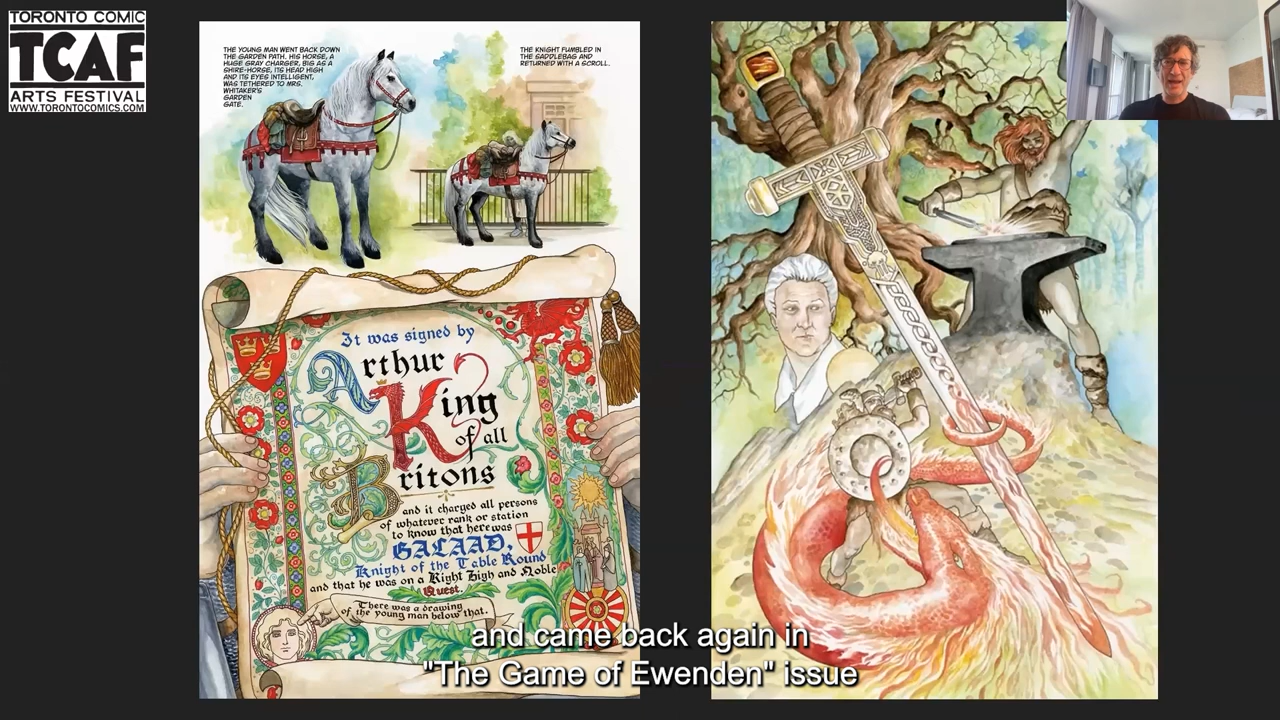 TORONTO COMIC
TCAF
ARTS FESTIVAL
WWW.TORONTOCOMICS.COM
THE YOUNG MAN WENT BACK DOWN
THE GARDEN PATH. HIS HORSE, A
HUGE GRAY CHARGER, BIG AS A
SHIRE-HORSE, ITS HEAD HIGH
AND ITS EYES INTELLIGENT,
WAS TETHERED TO MRS.
WHITAKER'S
GARDEN
GATE.
THE KNIGHT FUMBLED IN
THE SADDLEBAG AND
RETURNED WITH A SCROLL.
It was signed by
Arthur
King
of all
Britons
and it charged all persons
of whatever rank or station
to know that here was
GALAAD,
Knight of the Table Round
and that he was on a Right High and Noble
Quest.
There was a drawing
of the young man below that.
and came back again in
"The Game of Ewenden" issue